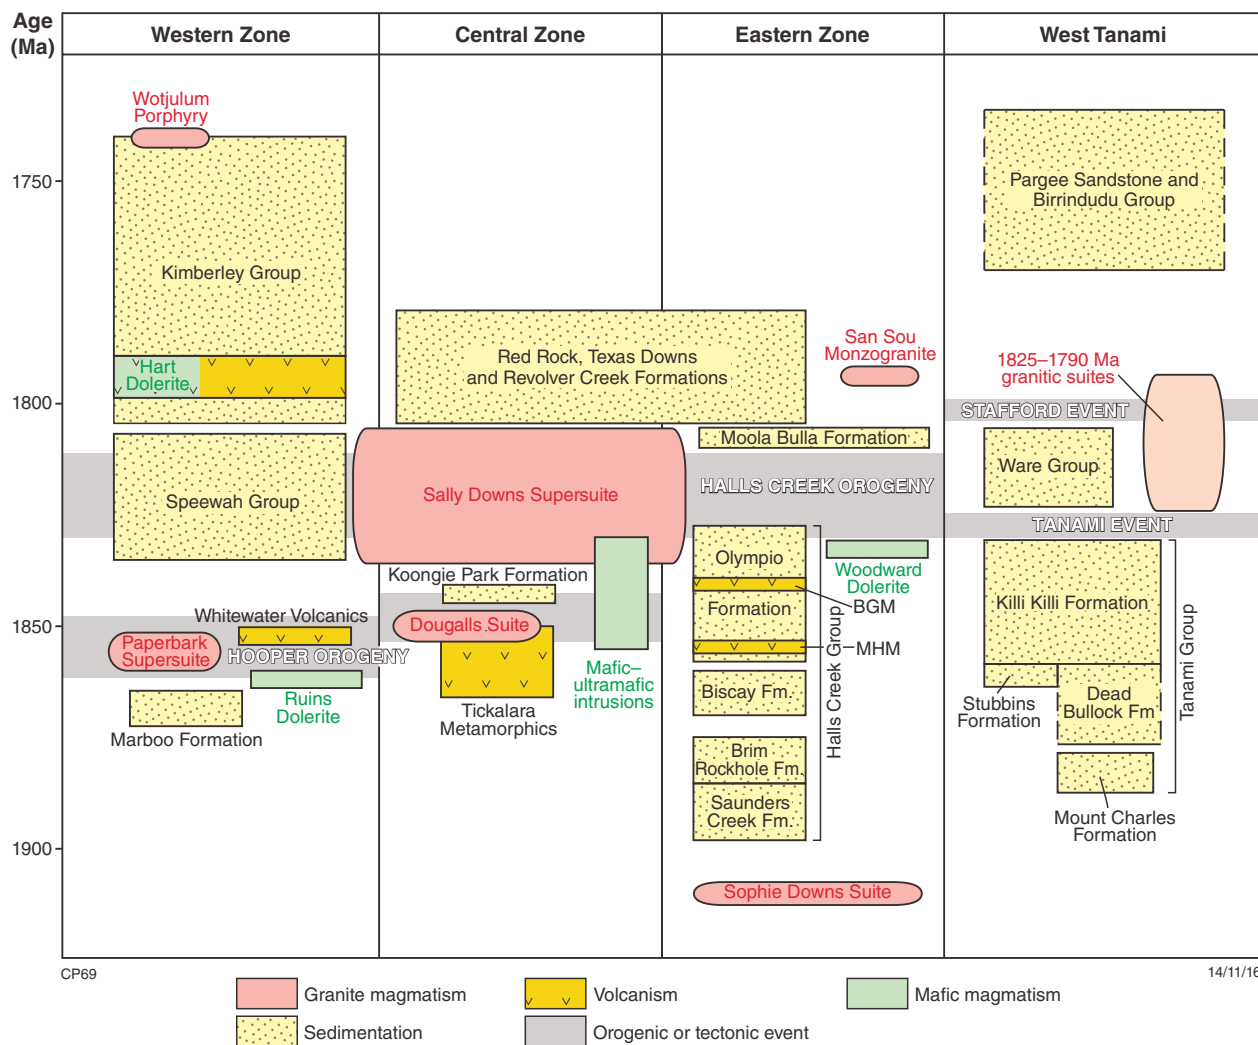 Age
(Ma)
Western Zone
Central Zone
Eastern Zone
West Tanami
1750
1800
1850
1900
Wotjulum
Porphyry
Kimberley Group
Hart
Dolerite
Speewah Group
Whitewater Volcanics
Paperbark
Supersuite
HOOPER OROGENY
Ruins
Dolerite
Marboo Formation
Red Rock, Texas Downs
and Revolver Creek Formations
Sally Downs Supersuite
Koongie Park Formation
Dougalls Suite
Tickalara
Metamorphics
Mafic–
ultramafic
intrusions
San Sou
Monzogranite
Moola Bulla Formation
HALLS CREEK OROGENY
Olympio
Formation
Woodward
Dolerite
BGM
MHM
Biscay Fm.
Brim
Rockhole Fm.
Saunders
Creek Fm.
Halls Creek Group
Sophie Downs Suite
Pargee Sandstone and
Birrindudu Group
1825–1790 Ma
granitic suites
STAFFORD EVENT
Ware Group
TANAMI EVENT
Killi Killi Formation
Stubbins
Formation
Dead
Bullock Fm
Mount Charles
Formation
Tanami Group
CP69
14/11/16
Granite magmatism
Volcanism
Mafic magmatism
Sedimentation
Orogenic or tectonic event